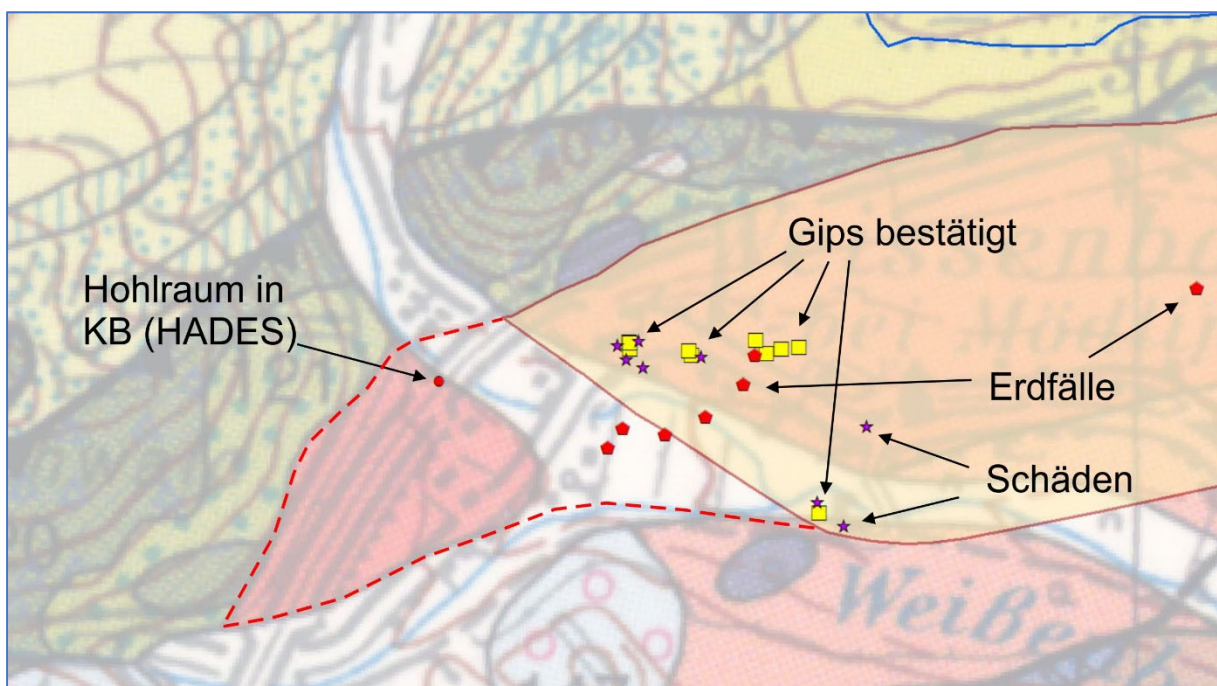 Gips bestätigt
Hohlraum in
KB (HADES)
Erdfälle
Schäden
Weiße